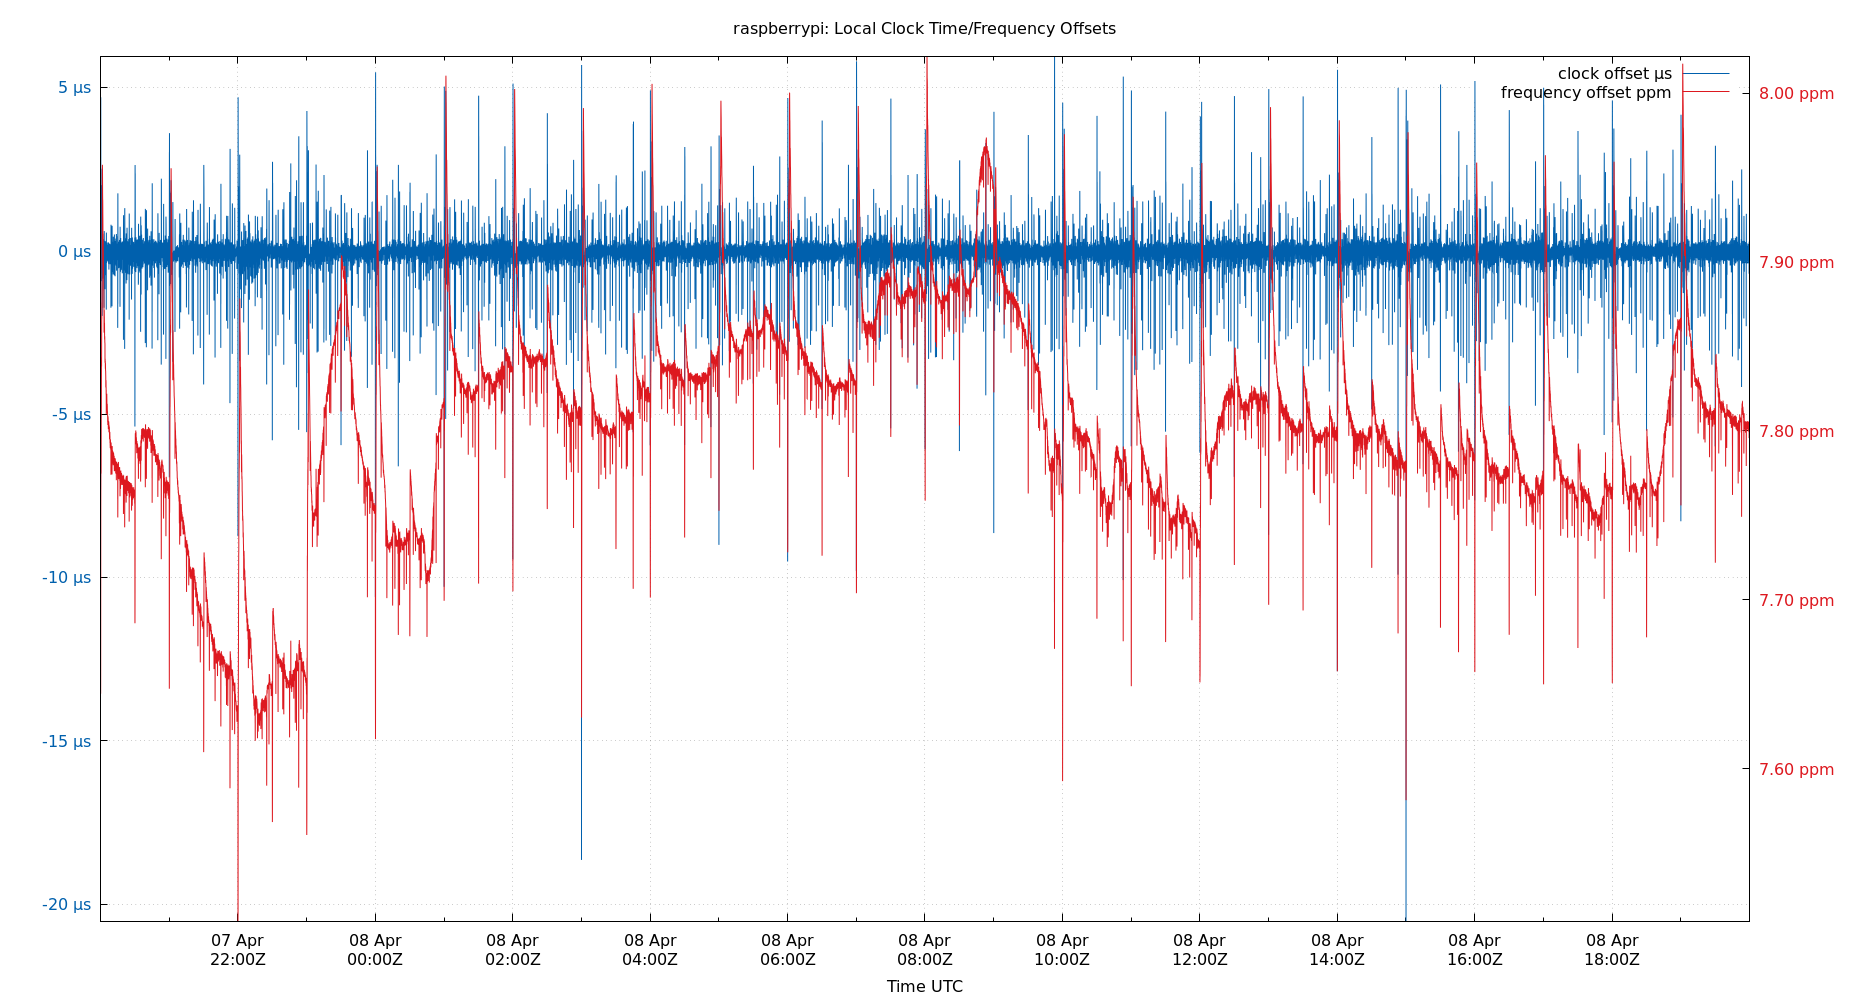 raspberrypi: Local Clock Time/Frequency Offsets
clock offset µs
frequency offset ppm
5 µs
0 µs
-5 µs
-10 µs
-15 µs
-20 µs
8.00 ppm
7.90 ppm
7.80 ppm
7.70 ppm
7.60 ppm
07 Apr
22:00Z
08 Apr
00:00Z
08 Apr
02:00Z
08 Apr
04:00Z
08 Apr
06:00Z
08 Apr
08:00Z
08 Apr
10:00Z
08 Apr
12:00Z
08 Apr
14:00Z
08 Apr
16:00Z
08 Apr
18:00Z
Time UTC